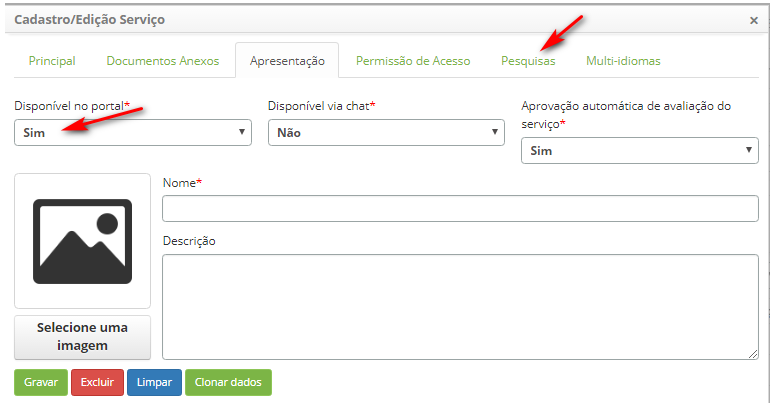 Cadastro/Edição Serviço ×
Principal Documentos Anexos Apresentação Permissão de Acesso Pesquisas Multi-idiomas
Disponível no portal* Disponível via chat* Aprovação automática de avaliação do
serviço*
Sim Não Sim
Nome*
Descrição
Selecione uma
imagem
Gravar Excluir Limpar Clonar dados